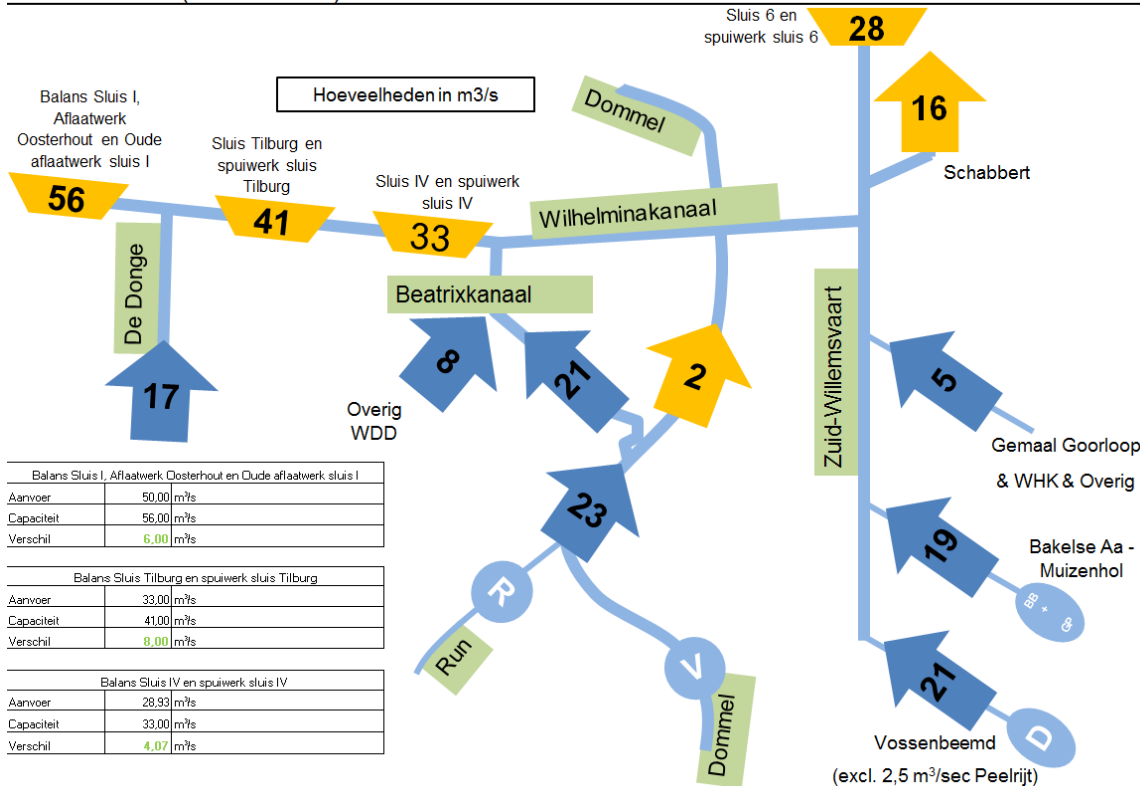 Sluis 6 en
spuiwerk sluis 6
28
Hoeveelheden in m3/s
Dommel
16
Balans Sluis I,
Aflaatwerk
Oosterhout en Oude
aflaatwerk sluis I
56
Sluis Tilburg en
spuiwerk sluis
Tilburg
41
Sluis IV en spuiwerk
sluis IV
33
Schabbert
Wilhelminakanaal
De Donge
Beatrixkanaal
Zuid-Willemsvaart
17
8
21
2
5
Overig
WDD
Gemaal Goorloop
& WHK & Overig
23
19
Bakelse Aa -
Muizenhol
BB
+
GP
R
Run
V
Dommel
21
D
Vossenbeemd
(excl. 2,5 m³/sec Peelrijt)
Balans Sluis I, Aflaatwerk Oosterhout en Oude aflaatwerk sluis I
Aanvoer 50,00 m³/s
Capaciteit 56,00 m³/s
Verschil 6,00 m³/s
Balans Sluis Tilburg en spuiwerk sluis Tilburg
Aanvoer 33,00 m³/s
Capaciteit 41,00 m³/s
Verschil 8,00 m³/s
Balans Sluis IV en spuiwerk sluis IV
Aanvoer 28,93 m³/s
Capaciteit 33,00 m³/s
Verschil 4,07 m³/s